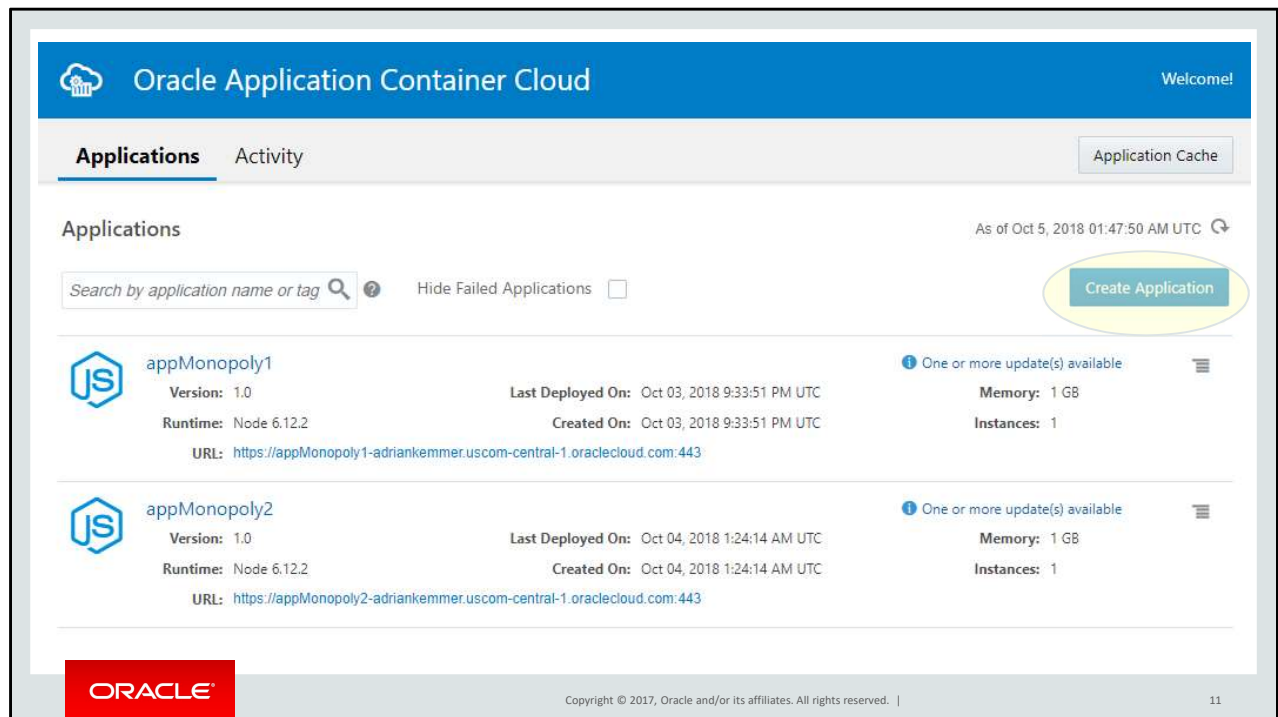 Oracle Application Container Cloud
Welcome!
Applications Activity
Application Cache
Applications
As of Oct 5, 2018 01:47:50 AM UTC
Search by application name or tag
Hide Failed Applications
Create Application
JS
appMonopoly1
One or more update(s) available
Version: 1.0 Last Deployed On: Oct 03, 2018 9:33:51 PM UTC Memory: 1 GB
Runtime: Node 6.12.2 Created On: Oct 03, 2018 9:33:51 PM UTC Instances: 1
URL: https://appMonopoly1-adriankemmer.uscom-central-1.oraclecloud.com:443
JS
appMonopoly2
One or more update(s) available
Version: 1.0 Last Deployed On: Oct 04, 2018 1:24:14 AM UTC Memory: 1 GB
Runtime: Node 6.12.2 Created On: Oct 04, 2018 1:24:14 AM UTC Instances: 1
URL: https://appMonopoly2-adriankemmer.uscom-central-1.oraclecloud.com:443
ORACLE®
Copyright © 2017, Oracle and/or its affiliates. All rights reserved. |
11